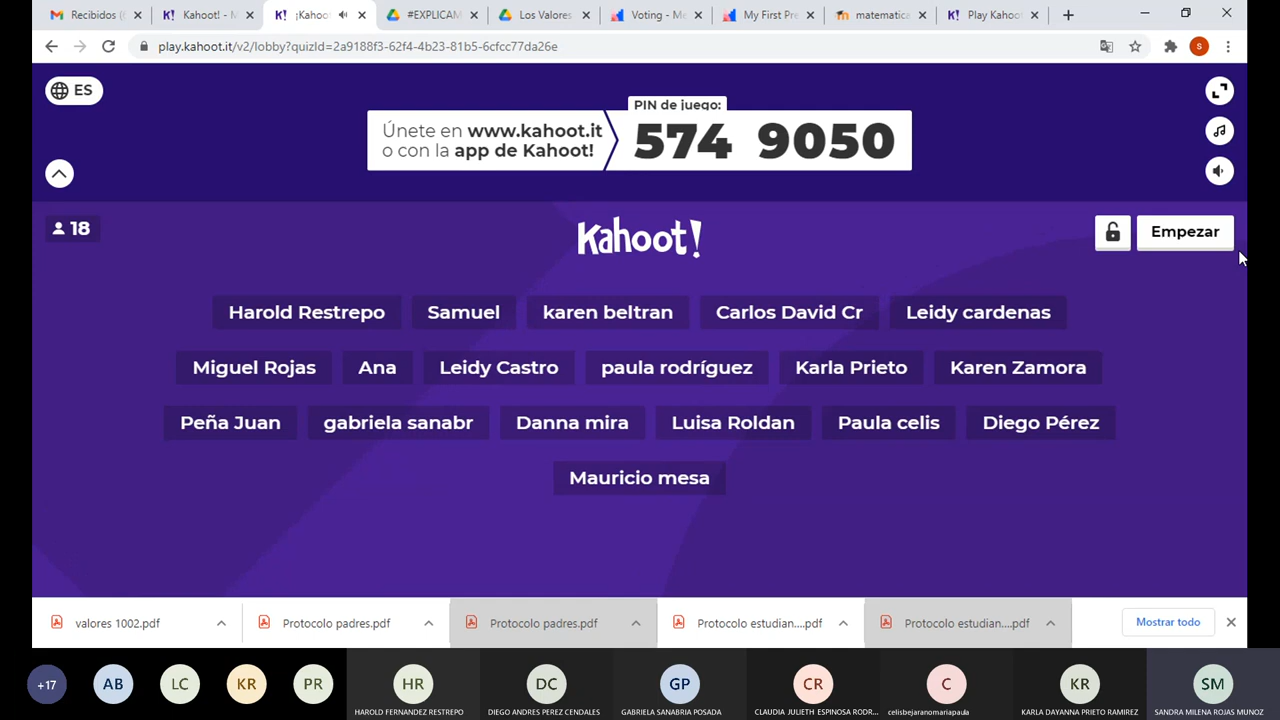 Recibidos (
Kahoot! - M
¡Kahoo
#EXPLICAM
Los Valores
Voting - Me
My First Pre
matematica
Play Kahoot
play.kahoot.it/v2/lobby?quizId=2a9188f3-62f4-4b23-81b5-6cfcc77da26e
S
ES
PIN de juego:
Únete en www.kahoot.it
o con la app de Kahoot!
574 9050
18
Kahoot!
Empezar
Harold Restrepo
Samuel
karen beltran
Carlos David Cr
Leidy cardenas
Miguel Rojas
Ana
Leidy Castro
paula rodríguez
Karla Prieto
Karen Zamora
Peña Juan
gabriela sanabr
Danna mira
Luisa Roldan
Paula celis
Diego Pérez
Mauricio mesa
valores 1002.pdf
Protocolo padres.pdf
Protocolo padres.pdf
Protocolo estudian....pdf
Protocolo estudian....pdf
Mostrar todo
+17
AB
LC
KR
PR
HR
DC
GP
CR
C
KR
SM
HAROLD FERNANDEZ RESTREPO
DIEGO ANDRES PEREZ CENDALES
GABRIELA SANABRIA POSADA
CLAUDIA JULIETH ESPINOSA RODR...
celisbejaranomariapaula
KARLA DAYANNA PRIETO RAMIREZ
SANDRA MILENA ROJAS MUNOZ